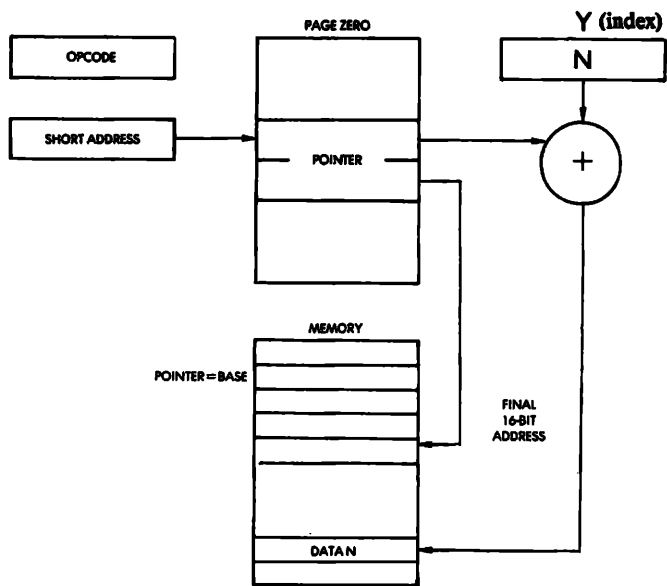 PAGE ZERO
Y (index)
OPCODE
N
SHORT ADDRESS
POINTER
+
MEMORY
POINTER=BASE
FINAL
16-BIT
ADDRESS
DATA N